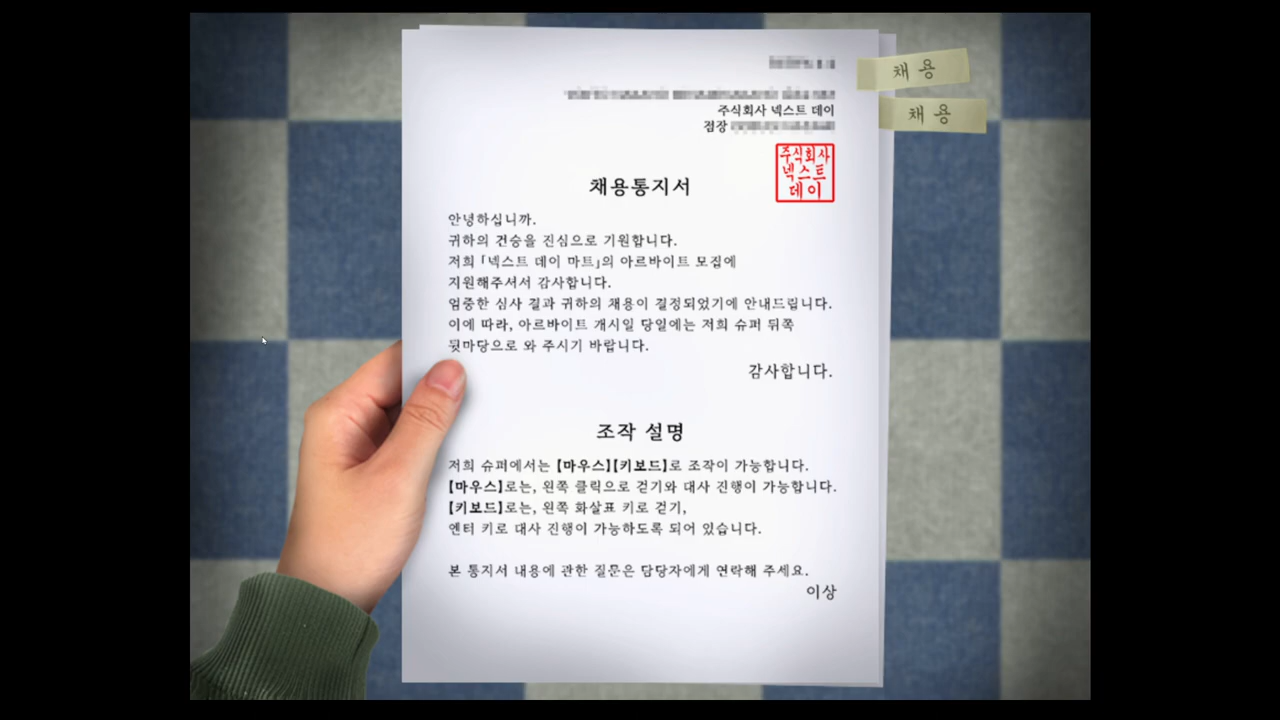 채용
채용
주식회사 넥스트 데이
점장
주식회사
넥스트
데이
채용통지서
안녕하십니까.
귀하의 건승을 진심으로 기원합니다.
저희 「넥스트 데이 마트」의 아르바이트 모집에
지원해주셔서 감사합니다.
엄중한 심사 결과 귀하의 채용이 결정되었기에 안내드립니다.
이에 따라, 아르바이트 개시일 당일에는 저희 슈퍼 뒤쪽
뒷마당으로 와 주시기 바랍니다.
감사합니다.
조작 설명
저희 슈퍼에서는 【마우스】【키보드】로 조작이 가능합니다.
【마우스】로는, 왼쪽 클릭으로 걷기와 대사 진행이 가능합니다.
【키보드】로는, 왼쪽 화살표 키로 걷기,
엔터 키로 대사 진행이 가능하도록 되어 있습니다.
본 통지서 내용에 관한 질문은 담당자에게 연락해 주세요.
이상